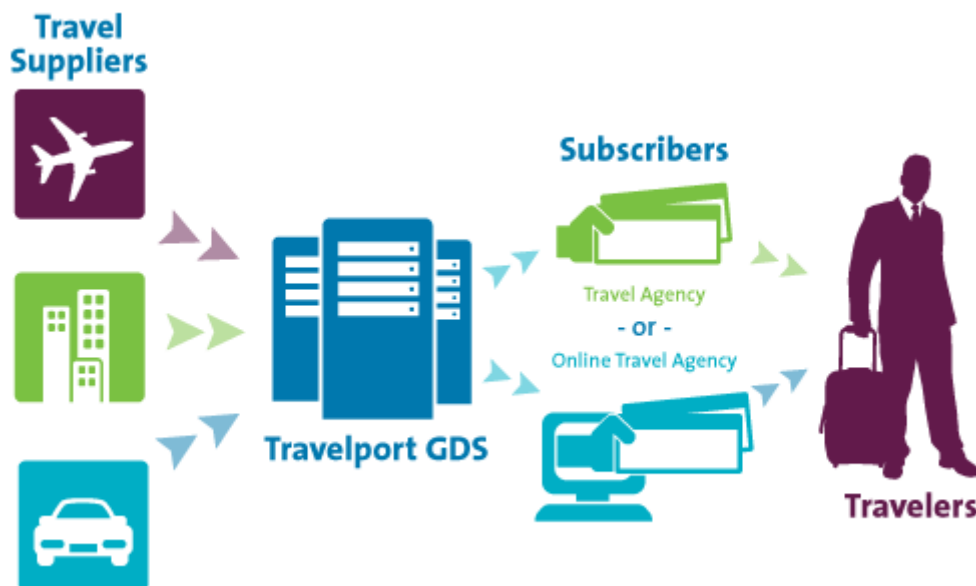 Travel
Suppliers
Subscribers
Travel Agency
- or -
Online Travel Agency
Travelport GDS
Travelers